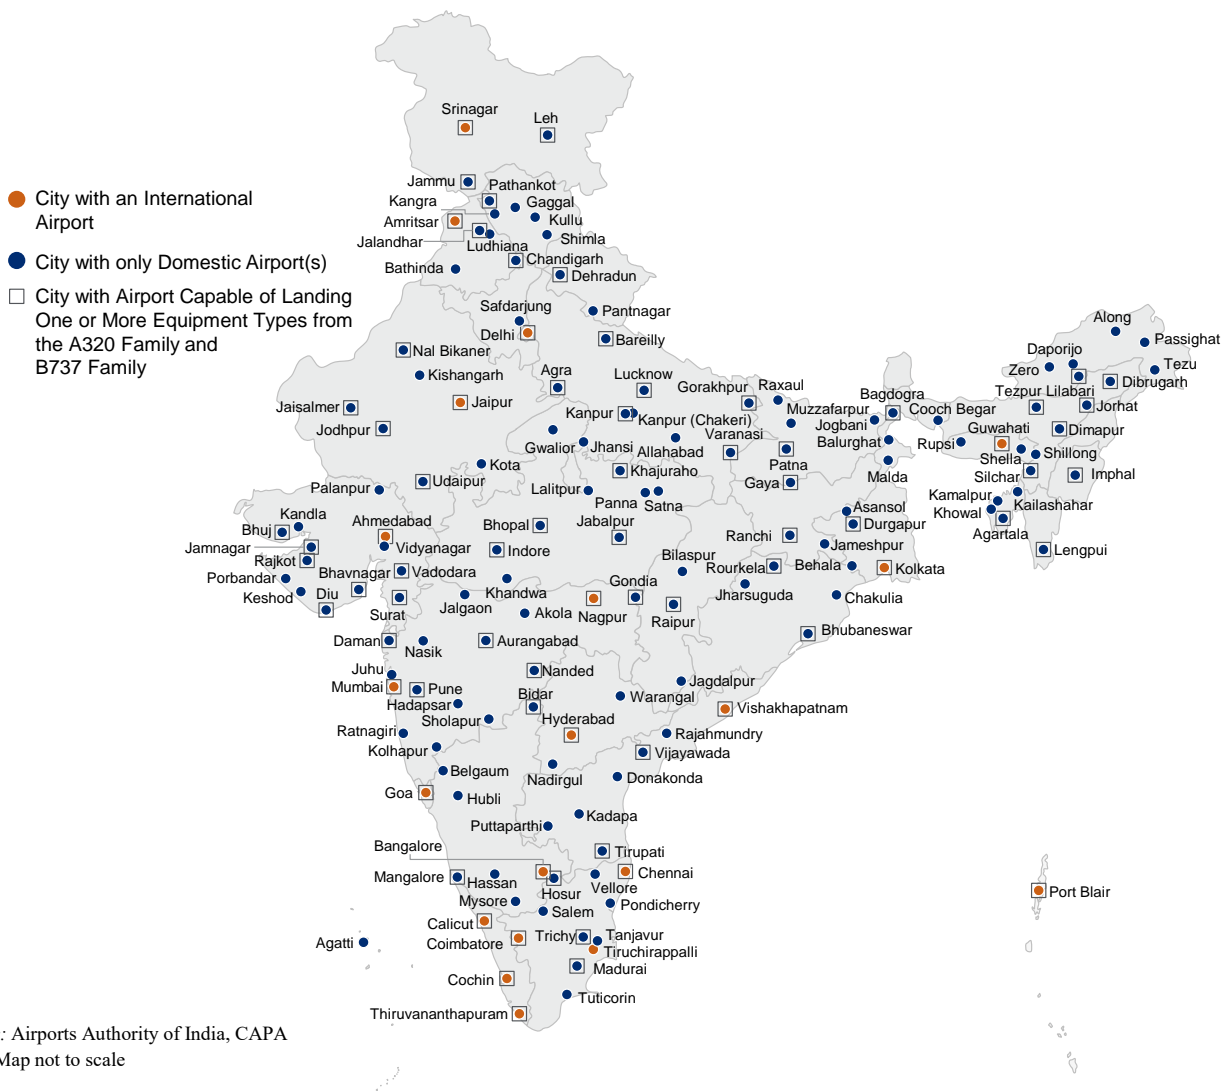 Srinagar
Leh
Jammu
Pathankot
Kangra
Gaggal
Amritsar
Kullu
Jalandhar
Ludhiana
Shimla
Chandigarh
Bathinda
Dehradun
City with an International
Airport
City with only Domestic Airport(s)
City with Airport Capable of Landing
One or More Equipment Types from
the A320 Family and
B737 Family
Safdarjung
Pantnagar
Delhi
Bareilly
Along
Passighat
Nal Bikaner
Daporijo
Zero
Tezu
Kishangarh
Agra
Lucknow
Gorakhpur
Raxaul
Tezpur
Lilabari
Dibrugarh
Jaisalmer
Jaipur
Kanpur
Kanpur (Chakeri)
Muzzafarpur
Bagdogra
Cooch Begar
Jorhat
Jodhpur
Jogbani
Guwahati
Dimapur
Gwalior
Jhansi
Allahabad
Varanasi
Balurghat
Rupsi
Shella
Shillong
Kota
Khajuraho
Patna
Malda
Silchar
Imphal
Udaipur
Gaya
Palanpur
Lalitpur
Panna
Satna
Kamalpur
Kailashahar
Kandla
Asansol
Khowal
Bhuj
Ahmedabad
Bhopal
Jabalpur
Durgapur
Agartala
Jamnagar
Vidyanagar
Indore
Ranchi
Jameshpur
Lengpui
Rajkot
Bilaspur
Rourkela
Behala
Kolkata
Porbandar
Bhavnagar
Vadodara
Khandwa
Gondia
Keshod
Diu
Surat
Jalgaon
Akola
Nagpur
Raipur
Jharsuguda
Chakulia
Daman
Nasik
Aurangabad
Bhubaneswar
Juhu
Nanded
Jagdalpur
Mumbai
Pune
Bidar
Warangal
Hadapsar
Vishakhapatnam
Sholapur
Hyderabad
Ratnagiri
Rajahmundry
Kolhapur
Vijayawada
Belgaum
Nadirgul
Donakonda
Goa
Hubli
Puttaparthi
Kadapa
Bangalore
Tirupati
Mangalore
Hassan
Hosur
Vellore
Chennai
Mysore
Pondicherry
Port Blair
Salem
Calicut
Coimbatore
Trichy
Tanjavur
Agatti
Tiruchirappalli
Madurai
Cochin
Tuticorin
Thiruvananthapuram
: Airports Authority of India, CAPA
Map not to scale